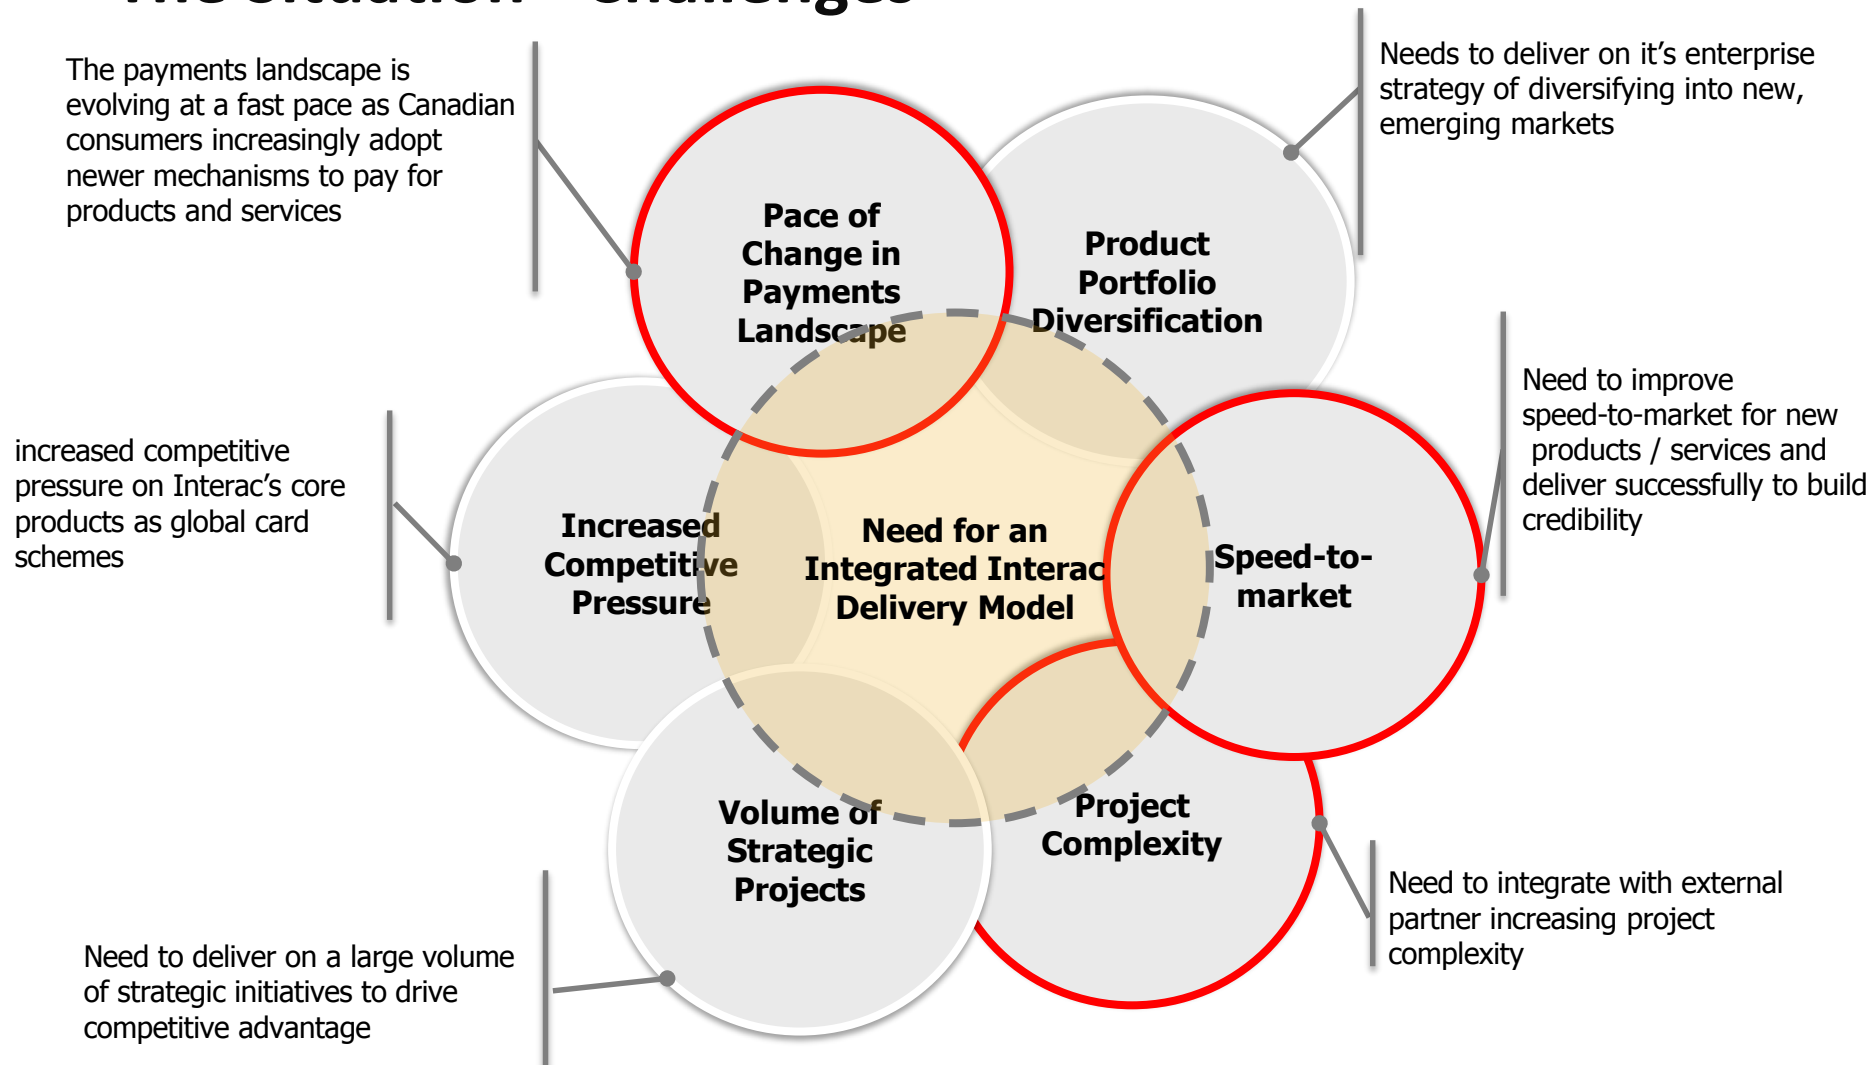 The Situation - Challenges
The payments landscape is
evolving at a fast pace as Canadian
consumers increasingly adopt
newer mechanisms to pay for
products and services
Needs to deliver on it’s enterprise
strategy of diversifying into new,
emerging markets
Pace of
Change in
Payments
Landscape
Product
Portfolio
Diversification
Need to improve
speed-to-market for new
products / services and
deliver successfully to build
credibility
increased competitive
pressure on Interac’s core
products as global card
schemes
Increased
Competitive
Pressure
Need for an
Integrated Interac
Delivery Model
Speed-to-
market
Volume of
Strategic
Projects
Project
Complexity
Need to integrate with external
partner increasing project
complexity
Need to deliver on a large volume
of strategic initiatives to drive
competitive advantage